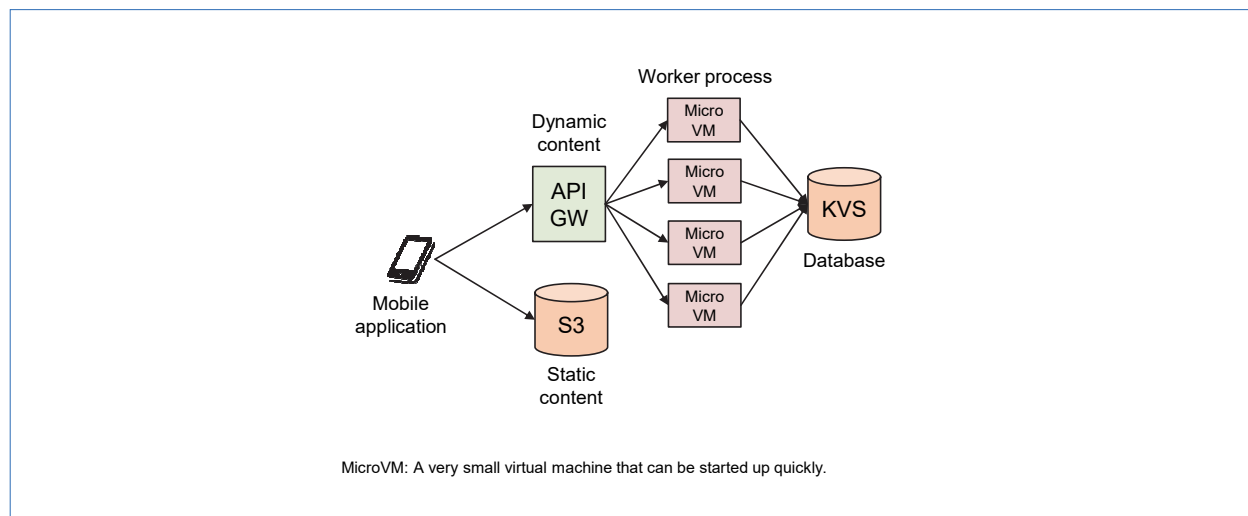 Worker process
Micro
VM
Dynamic
content
Micro
VM
API
GW
KVS
Micro
VM
Database
Mobile
application
S3
Micro
VM
Static
content
MicroVM: A very small virtual machine that can be started up quickly.